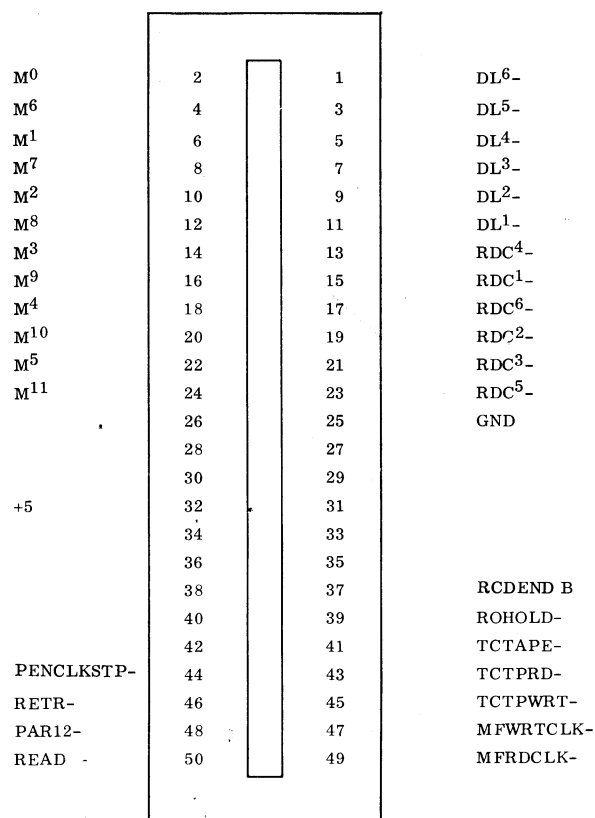 M0 2 1 DL6-
M6 4 3 DL5-
M1 6 5 DL4-
M7 8 7 DL3-
M2 10 9 DL2-
M8 12 11 DL1-
M3 14 13 RDC4-
M9 16 15 RDC1-
M4 18 17 RDC6-
M10 20 19 RDC2-
M5 22 21 RDC3-
M11 24 23 RDC5-
26 25 GND
28 27
30 29
+5 32 31
34 33
36 35
38 37 RCDEND B
40 39 ROHOLD-
42 41 TCTAPE-
PENCLKSTP- 44 43 TCTPRD-
RETR- 46 45 TCTPWRT-
PAR12- 48 47 MFWRTCLK-
READ - 50 49 MFRDCLK-